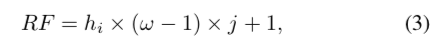 RF = h_i × (ω − 1) × j + 1, (3)